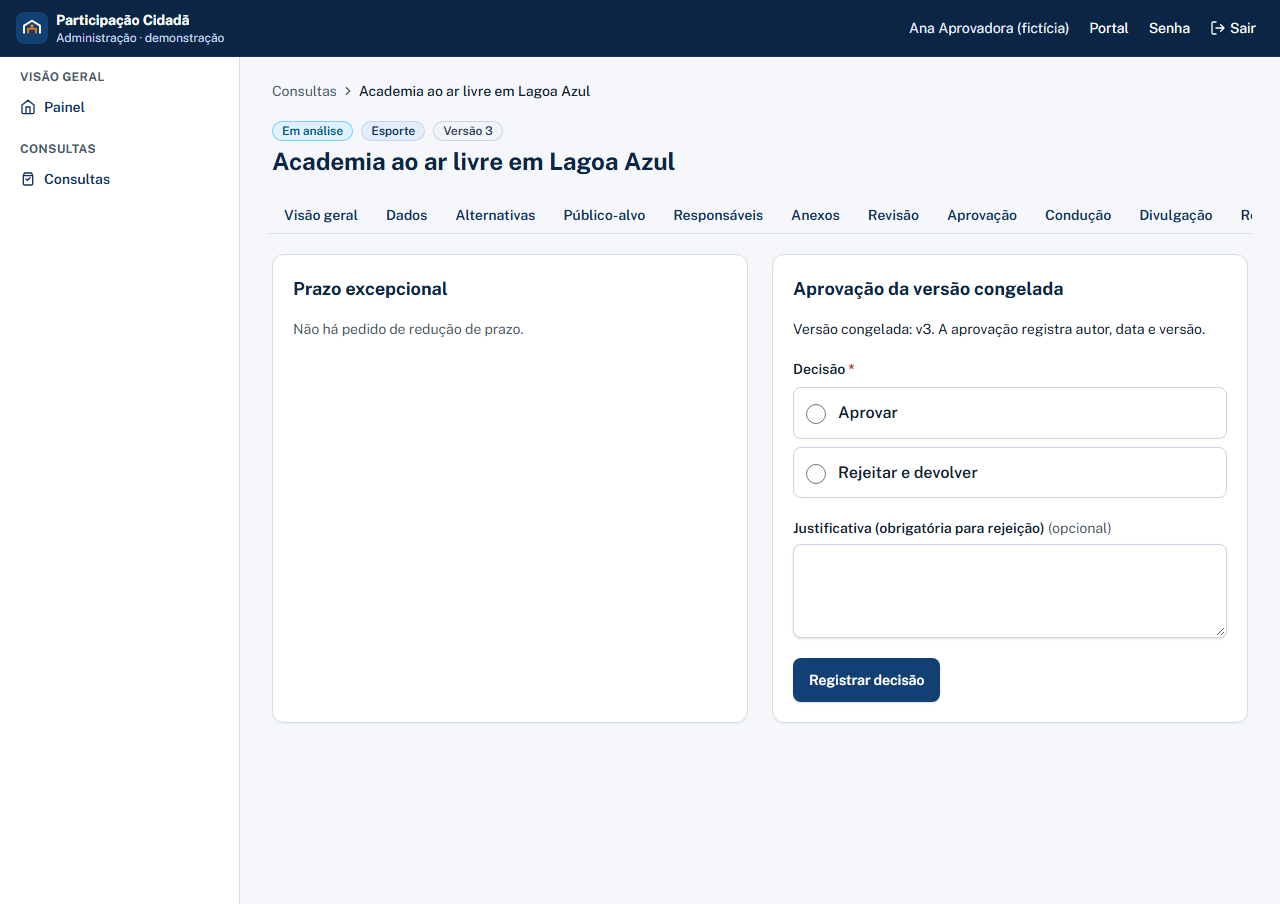 Participação Cidadã
Administração · demonstração
Ana Aprovadora (fictícia)
Portal
Senha
Sair
VISÃO GERAL
Painel
CONSULTAS
Consultas
Consultas > Academia ao ar livre em Lagoa Azul
Em análise
Esporte
Versão 3
Academia ao ar livre em Lagoa Azul
Visão geral
Dados
Alternativas
Público-alvo
Responsáveis
Anexos
Revisão
Aprovação
Condução
Divulgação
Prazo excepcional
Não há pedido de redução de prazo.
Aprovação da versão congelada
Versão congelada: v3. A aprovação registra autor, data e versão.
Decisão *
Aprovar
Rejeitar e devolver
Justificativa (obrigatória para rejeição) (opcional)
Registrar decisão